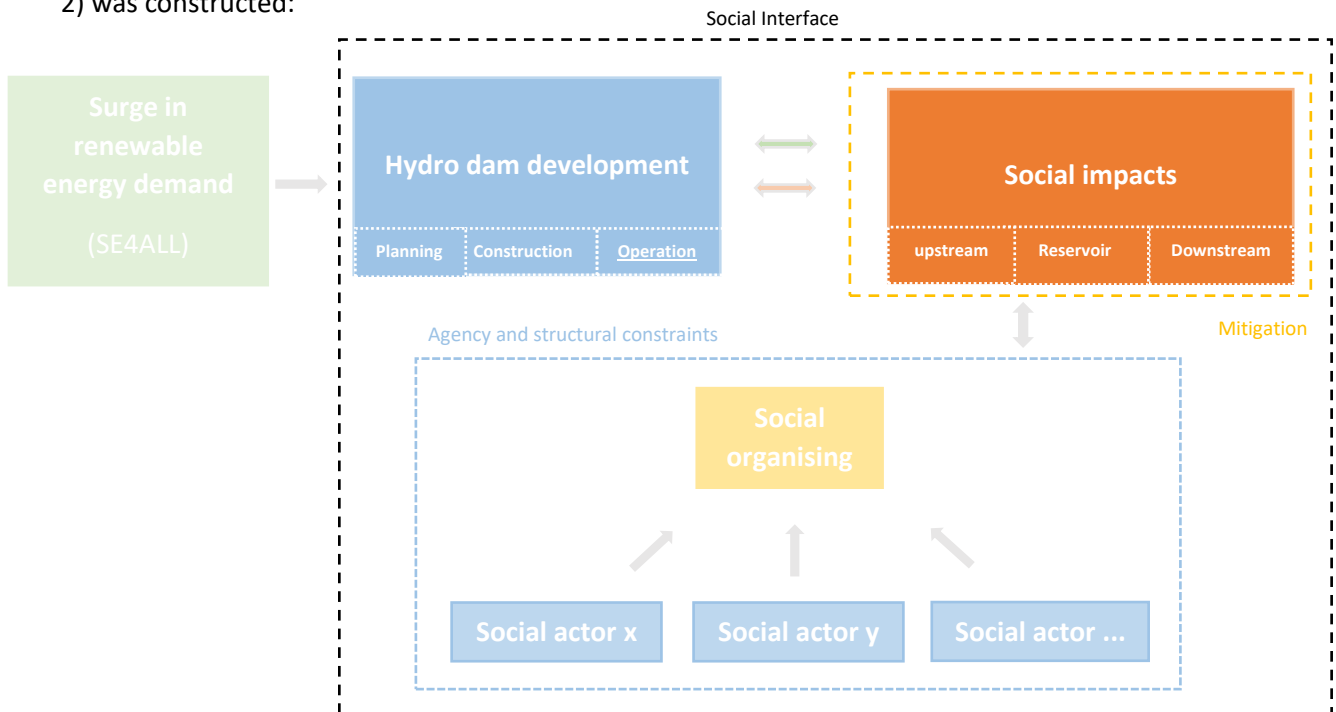 2) was constructed:
Social Interface
Surge in
renewable
energy demand
(SE4ALL)
Hydro dam development
Planning
Construction
Operation
Social impacts
upstream
Reservoir
Downstream
Mitigation
Agency and structural constraints
Social
organising
Social actor x
Social actor y
Social actor ...